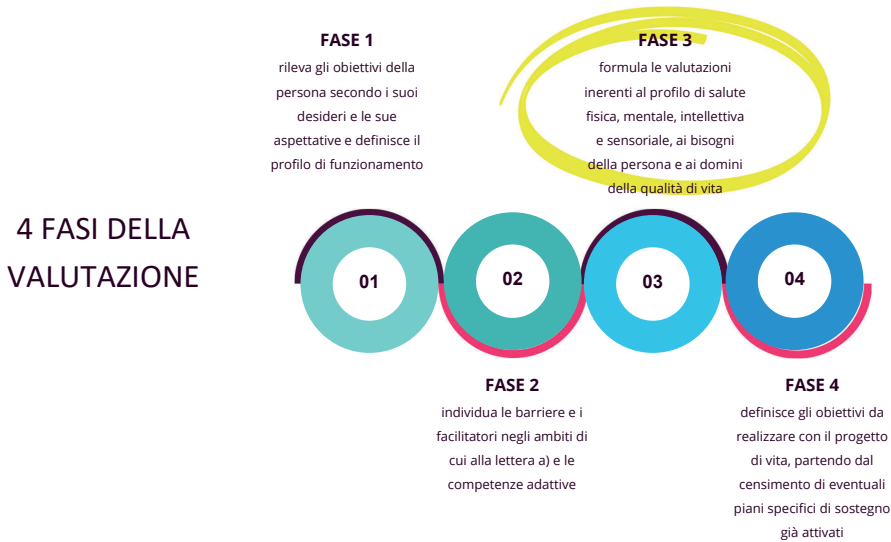 4 FASI DELLA
VALUTAZIONE
FASE 1
rileva gli obiettivi della
persona secondo i suoi
desideri e le sue
aspettative e definisce il
profilo di funzionamento
FASE 3
formula le valutazioni
inerenti al profilo di salute
fisica, mentale, intellettiva
e sensoriale, ai bisogni
della persona e ai domini
della qualità di vita
01
02
03
04
FASE 2
individua le barriere e i
facilitatori negli ambiti di
cui alla lettera a) e le
competenze adattive
FASE 4
definisce gli obiettivi da
realizzare con il progetto
di vita, partendo dal
censimento di eventuali
piani specifici di sostegno
già attivati